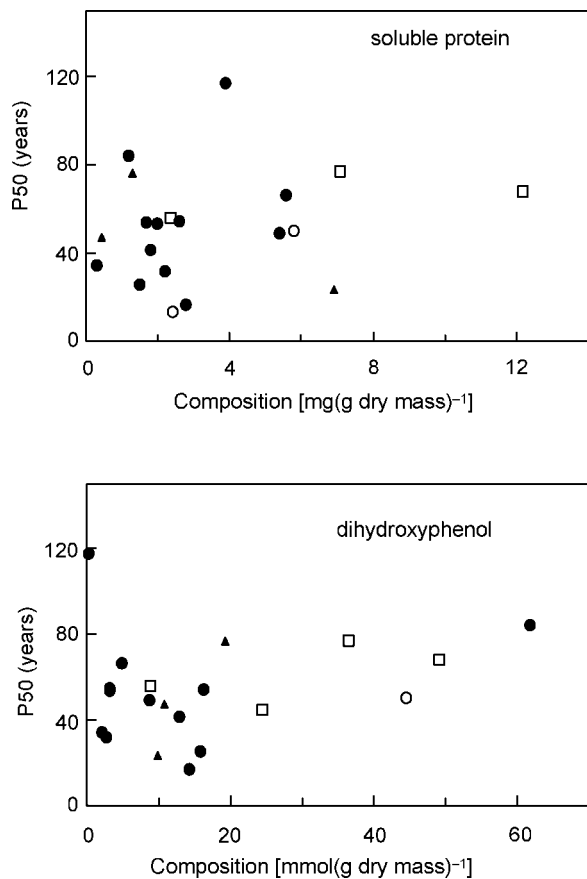 soluble protein
120
80
40
0
P50 (years)
0 4 8 12
Composition [mg(g dry mass)⁻¹]
dihydroxyphenol
120
80
40
0
P50 (years)
0 20 40 60
Composition [mmol(g dry mass)⁻¹]